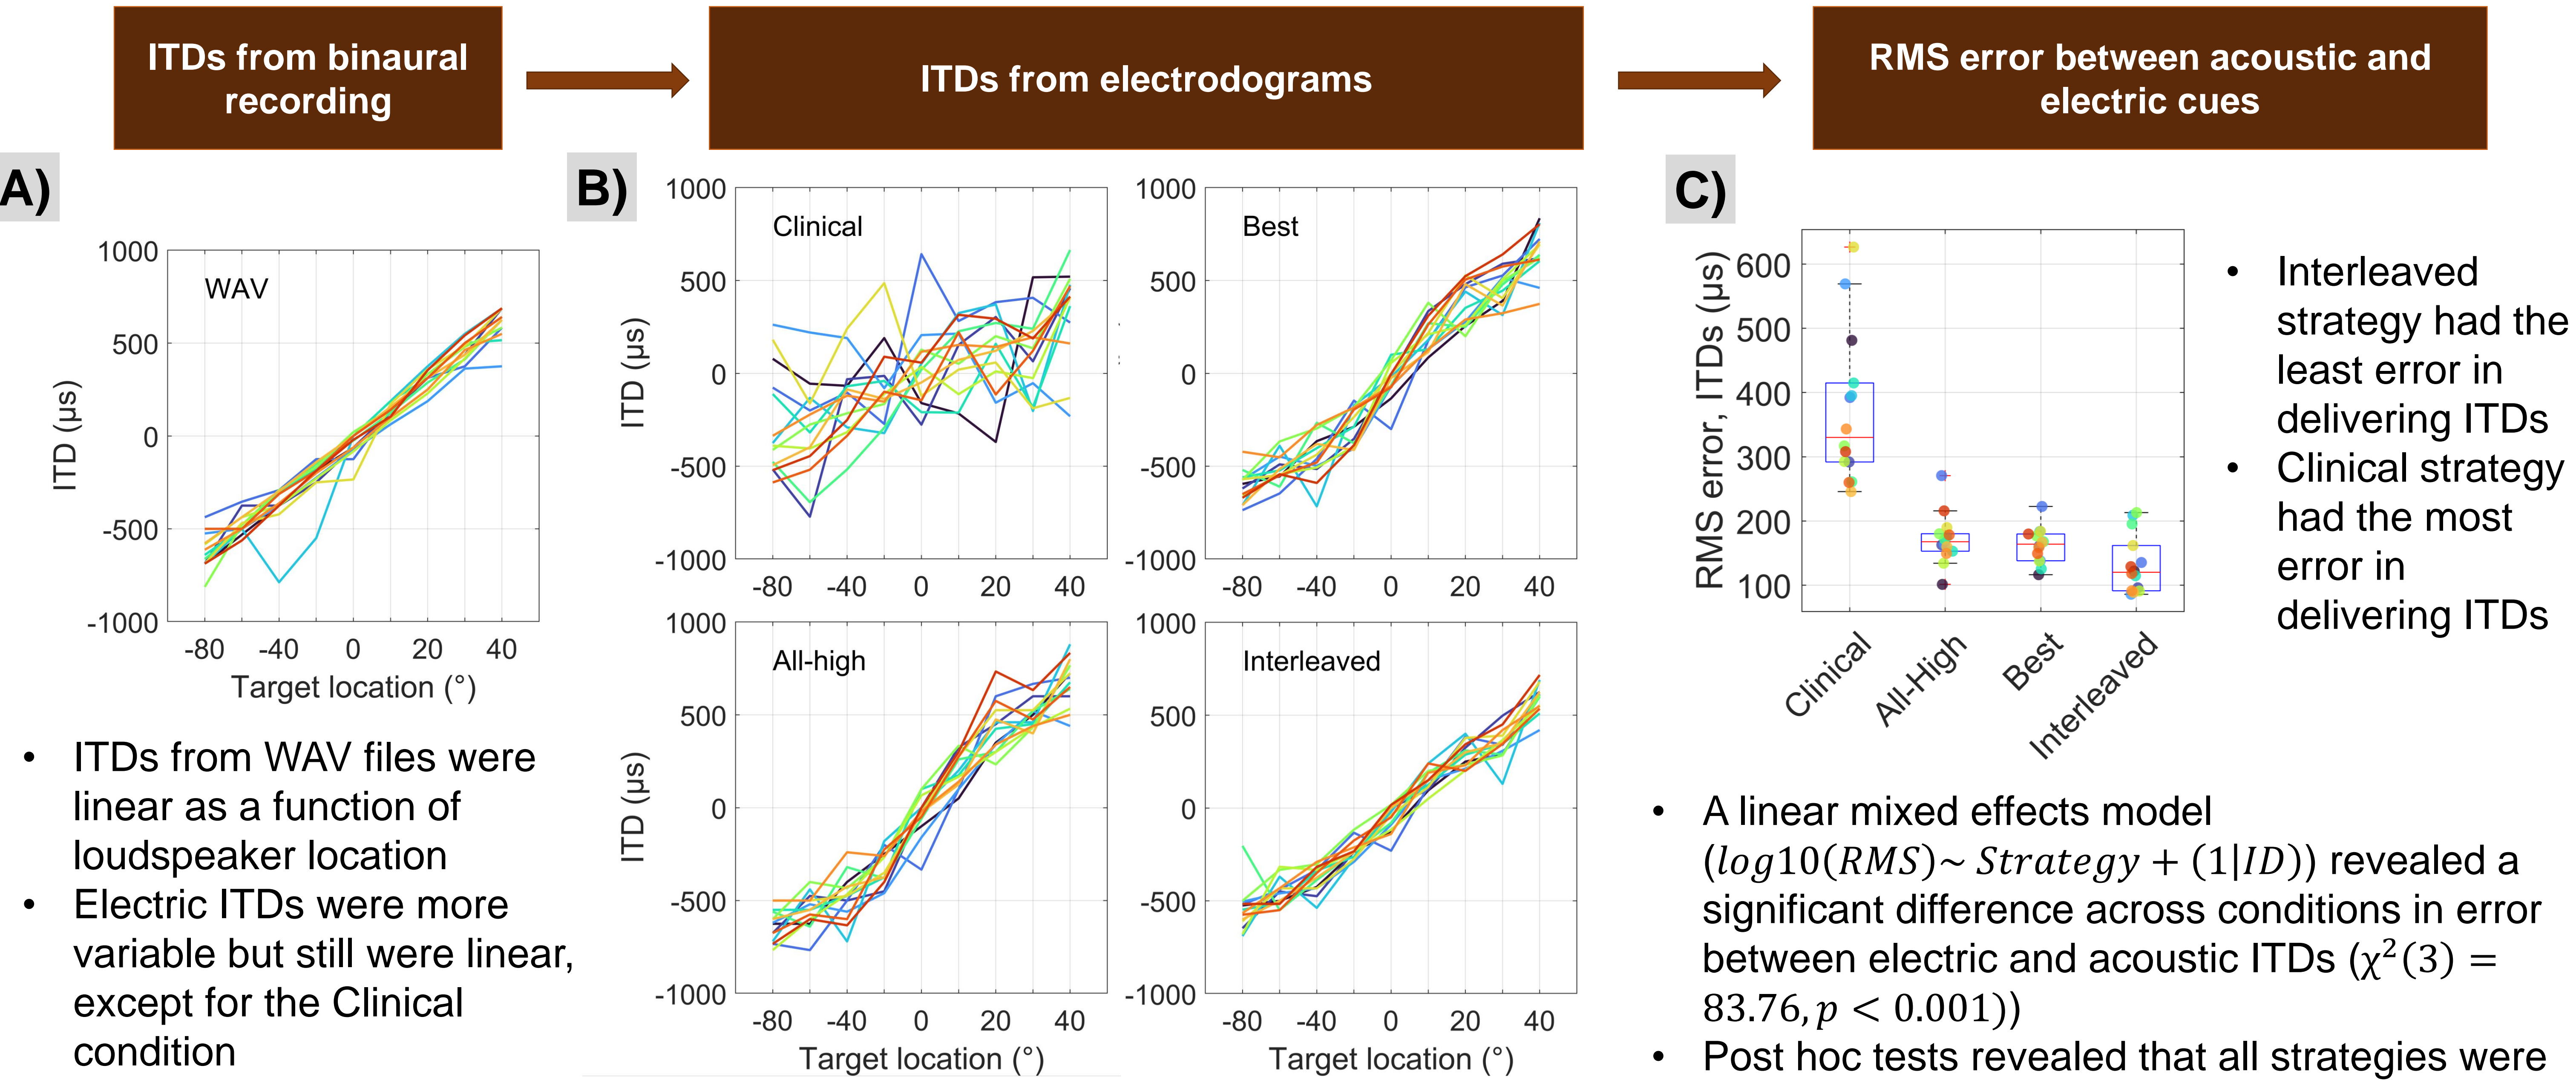 ITDs from binaural
recording
ITDs from electrodograms
RMS error between acoustic and
electric cues
A)
1000
500
0
-500
-1000
ITD (µs)
WAV
-80
-40
0
20
40
Target location (°)
• ITDs from WAV files were
linear as a function of
loudspeaker location
• Electric ITDs were more
variable but still were linear,
except for the Clinical
condition
B)
1000
500
0
-500
-1000
ITD (µs)
Clinical
-80
-40
0
20
40
1000
500
0
-500
-1000
Best
-80
-40
0
20
40
1000
500
0
-500
-1000
ITD (µs)
All-high
-80
-40
0
20
40
Target location (°)
1000
500
0
-500
-1000
Interleaved
-80
-40
0
20
40
Target location (°)
C)
600
500
400
300
200
100
RMS error, ITDs (µs)
Clinical
All-High
Best
Interleaved
• Interleaved
strategy had the
least error in
delivering ITDs
• Clinical strategy
had the most
error in
delivering ITDs
• A linear mixed effects model
(log10(RMS)~ Strategy + (1|ID)) revealed a
significant difference across conditions in error
between electric and acoustic ITDs (χ²(3) =
83.76, p < 0.001))
• Post hoc tests revealed that all strategies were